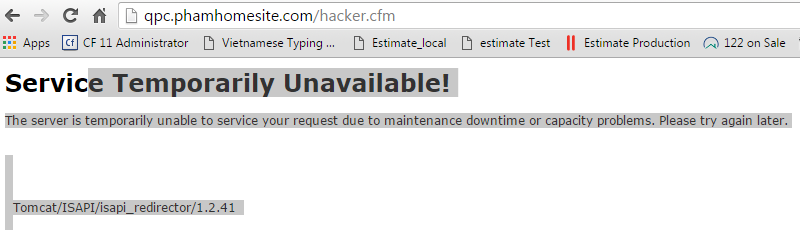 qpc.phamhomesite.com/hacker.cfm
Apps Cf CF 11 Administrator Vietnamese Typing ... Estimate_local estimate Test Estimate Production 122 on Sale
Service Temporarily Unavailable!
The server is temporarily unable to service your request due to maintenance downtime or capacity problems. Please try again later.
Tomcat/ISAPI/isapi_redirector/1.2.41